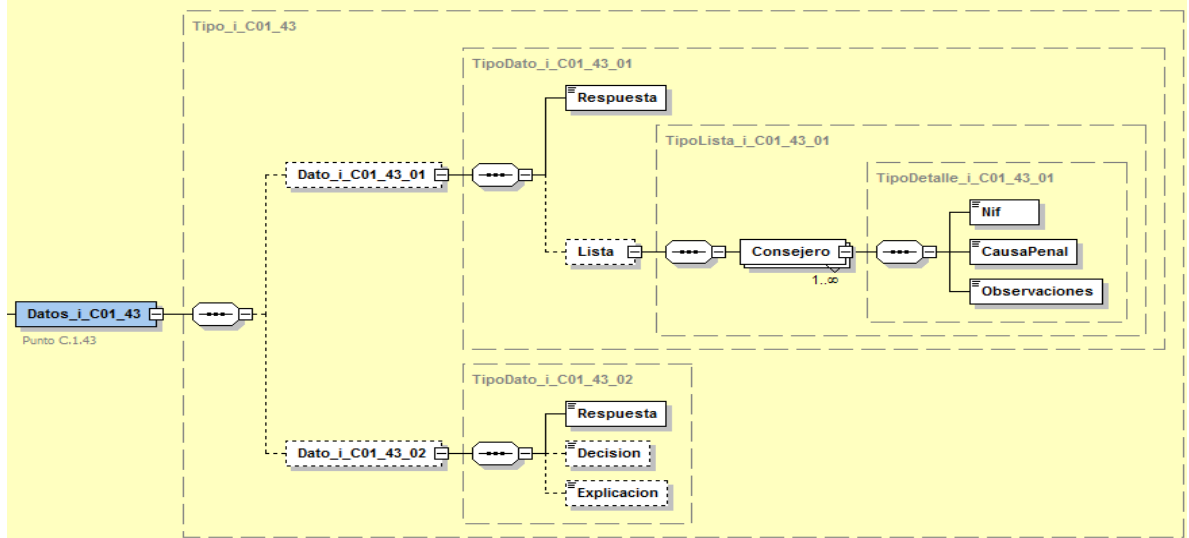 Tipo_i_C01_43
TipoDato_i_C01_43_01
Respuesta
TipoLista_i_C01_43_01
TipoDetalle_i_C01_43_01
Dato_i_C01_43_01
Nif
Lista
Consejero
CausaPenal
1..∞
Observaciones
Datos_i_C01_43
Punto C.1.43
TipoDato_i_C01_43_02
Respuesta
Dato_i_C01_43_02
Decision
Explicacion